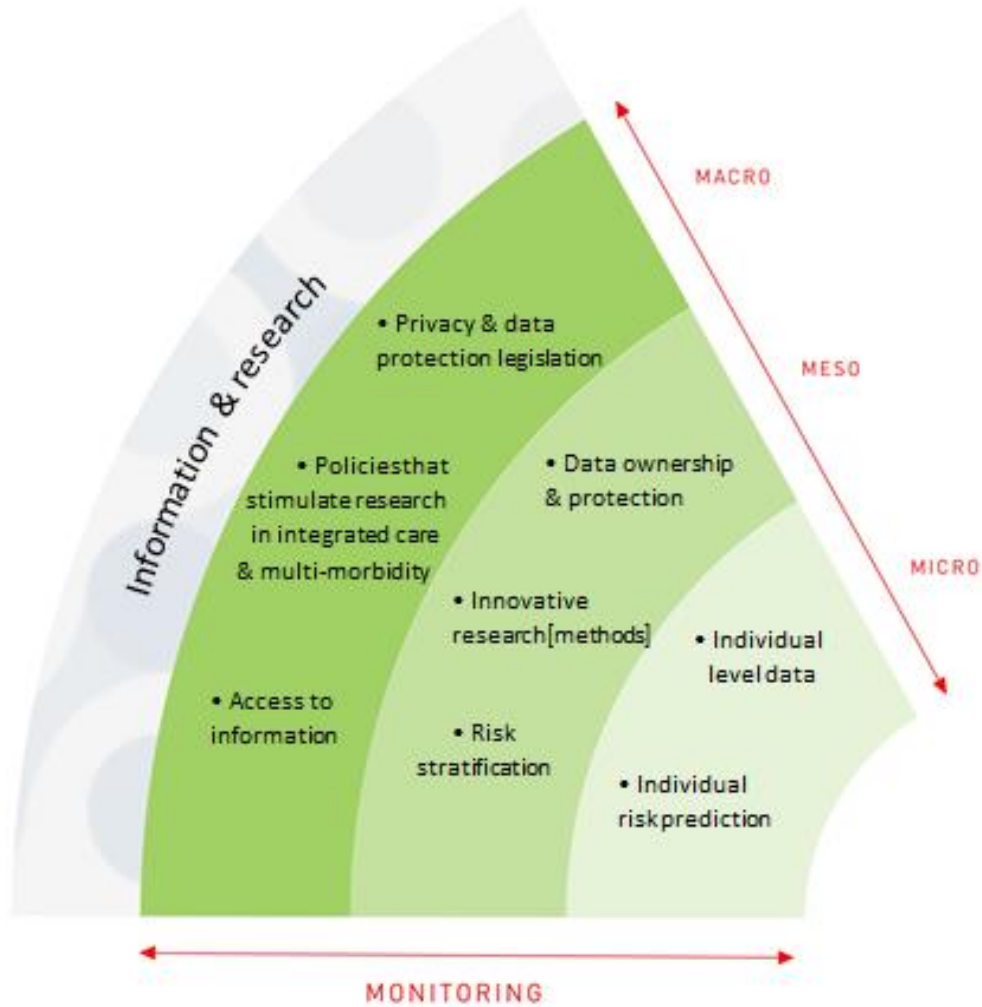 Information & research
MACRO
MESO
MICRO
• Privacy & data
protection legislation
• Policiesthat
stimulate research
in integrated care
& multi-morbidity
• Access to
information
• Data ownership
& protection
• Innovative
research[methods]
• Risk
stratification
• Individual
level data
• Individual
riskprediction
MONITORING